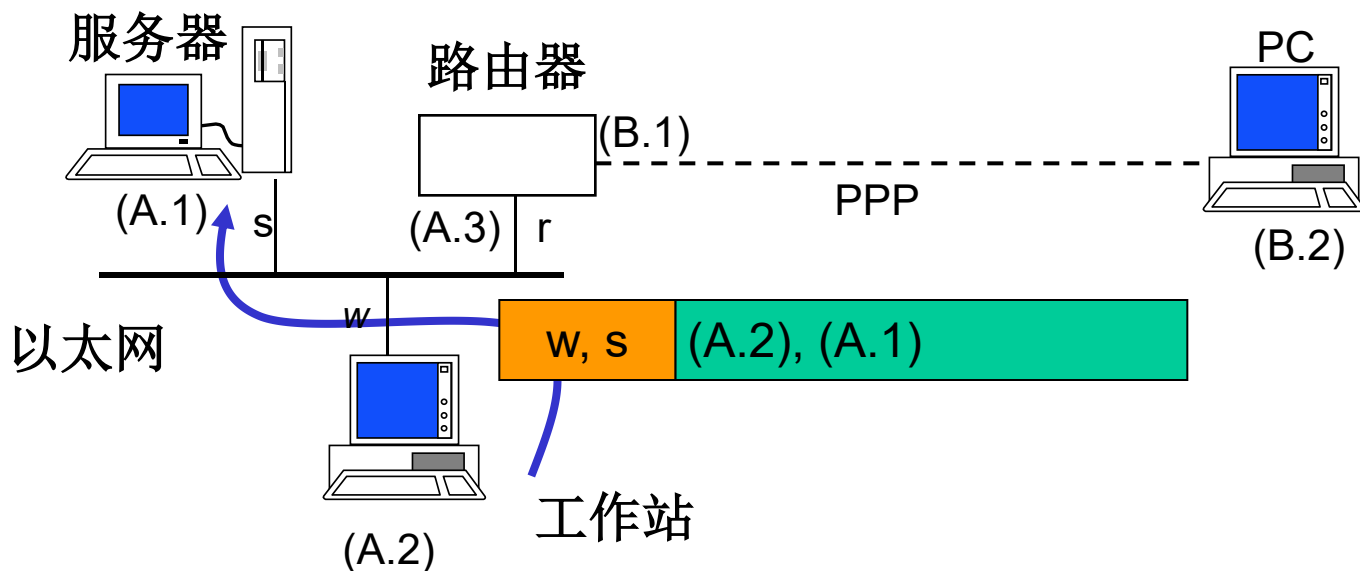 服务器
路由器
PC
(B.1)
PPP
(A.1)
s
(A.3)
r
(B.2)
以太网
w
w, s
(A.2), (A.1)
工作站
(A.2)